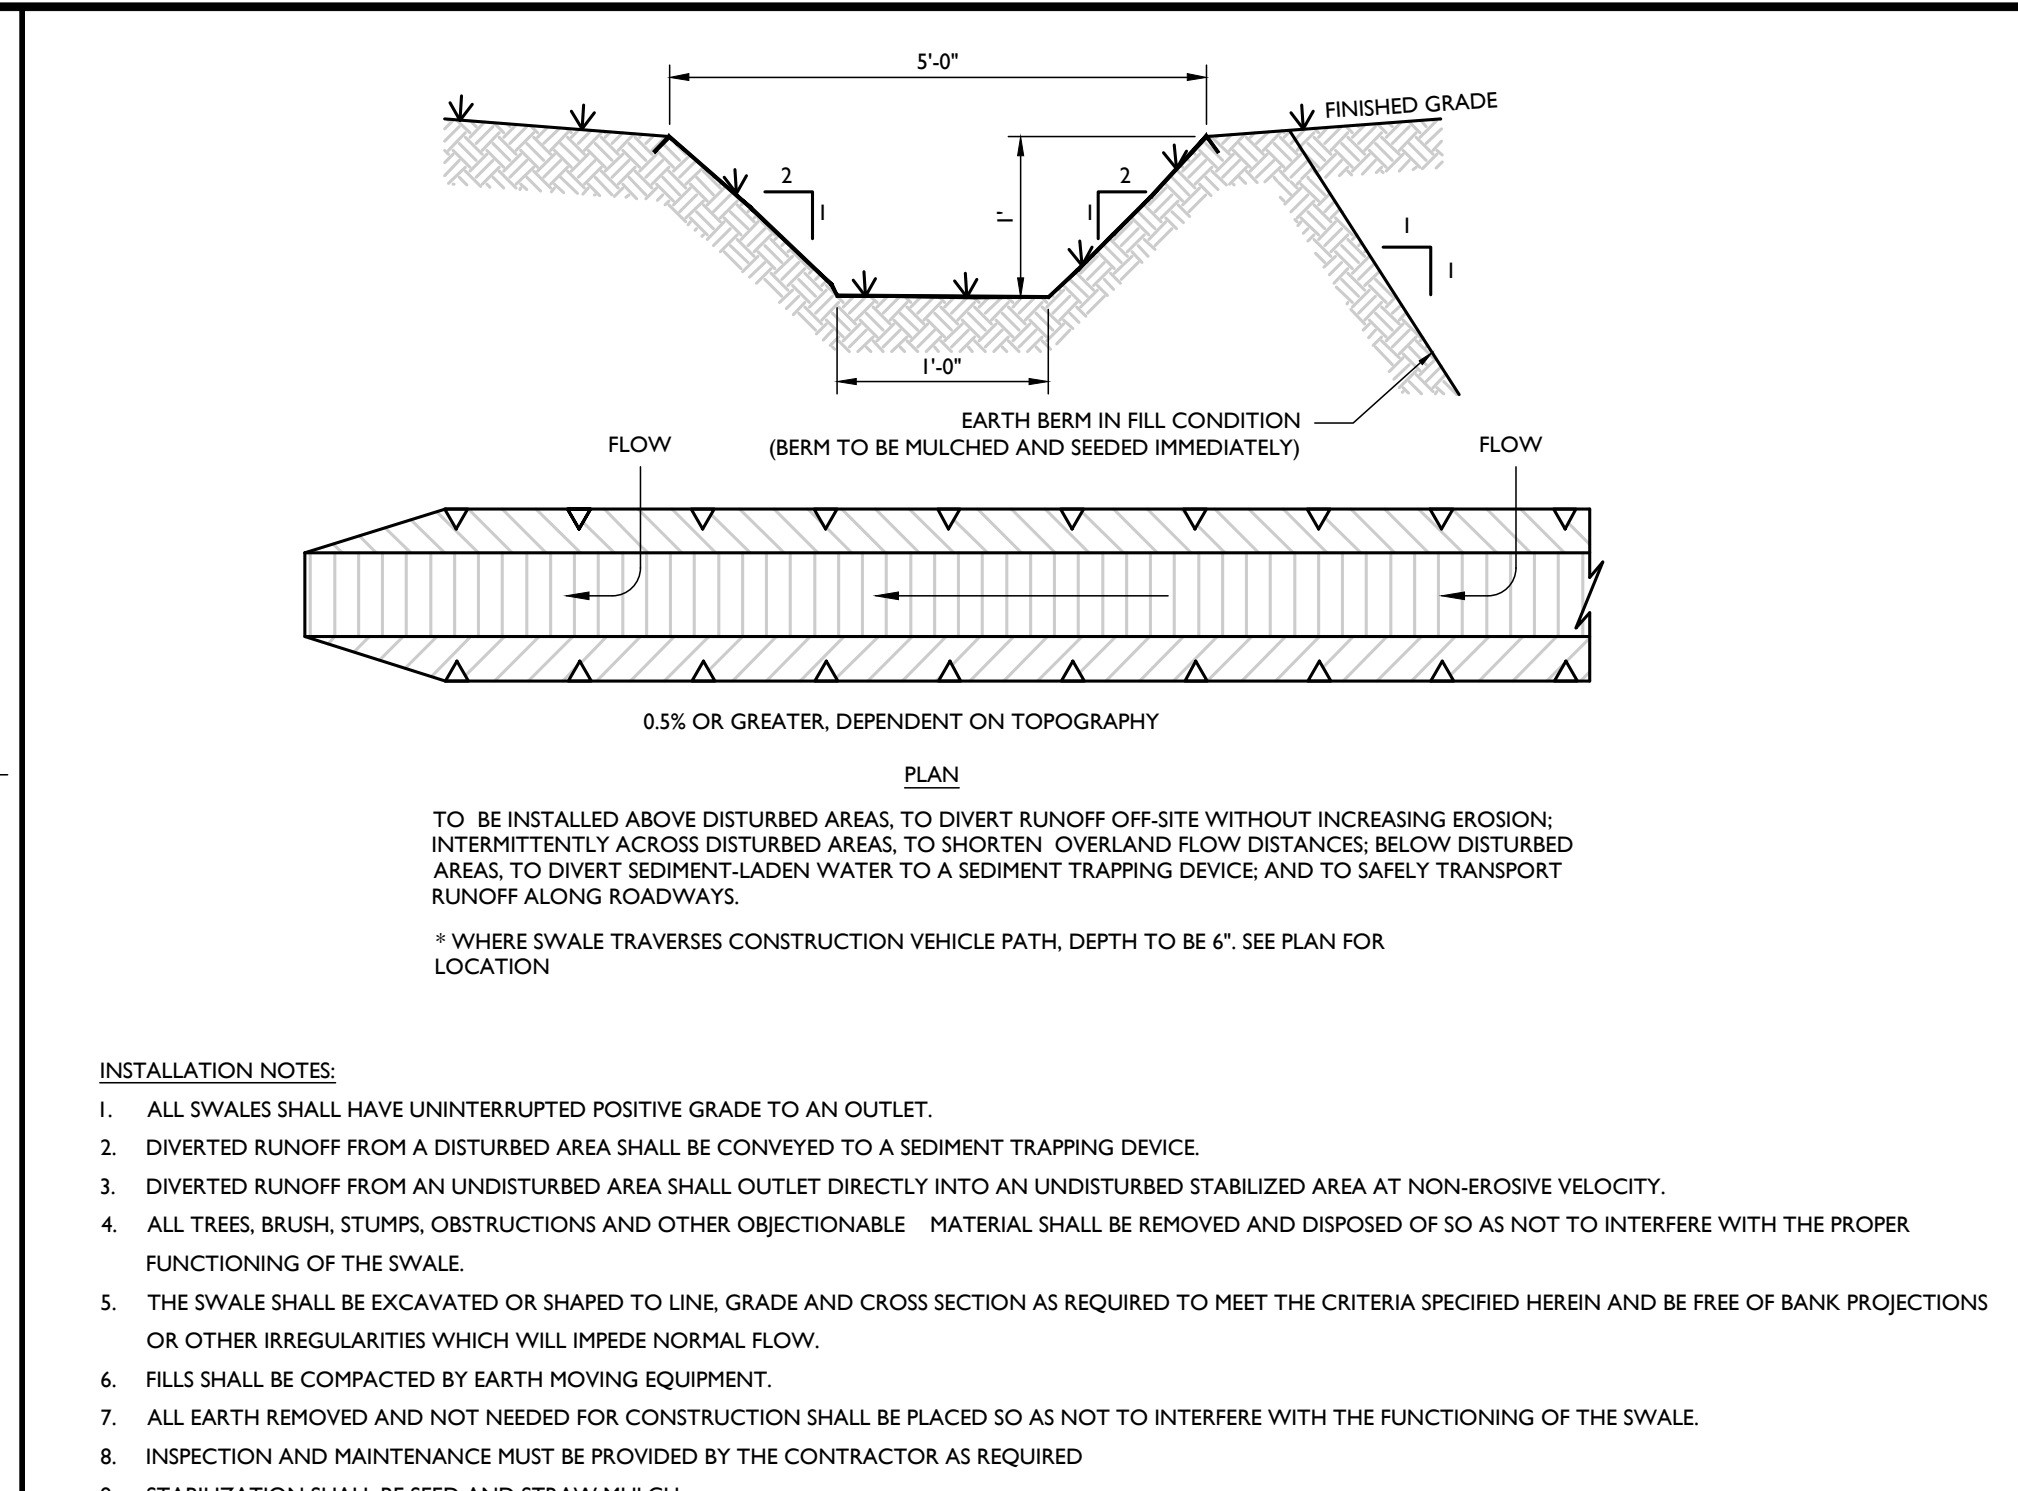 5'-0"
FINISHED GRADE
2
1
2
1
1'
1
1
1'-0"
EARTH BERM IN FILL CONDITION
(BERM TO BE MULCHED AND SEEDED IMMEDIATELY)
FLOW
FLOW
0.5% OR GREATER, DEPENDENT ON TOPOGRAPHY
PLAN
TO BE INSTALLED ABOVE DISTURBED AREAS, TO DIVERT RUNOFF OFF-SITE WITHOUT INCREASING EROSION;
INTERMITTENTLY ACROSS DISTURBED AREAS, TO SHORTEN OVERLAND FLOW DISTANCES; BELOW DISTURBED
AREAS, TO DIVERT SEDIMENT-LADEN WATER TO A SEDIMENT TRAPPING DEVICE; AND TO SAFELY TRANSPORT
RUNOFF ALONG ROADWAYS.
* WHERE SWALE TRAVERSES CONSTRUCTION VEHICLE PATH, DEPTH TO BE 6". SEE PLAN FOR
LOCATION
INSTALLATION NOTES:
1. ALL SWALES SHALL HAVE UNINTERRUPTED POSITIVE GRADE TO AN OUTLET.
2. DIVERTED RUNOFF FROM A DISTURBED AREA SHALL BE CONVEYED TO A SEDIMENT TRAPPING DEVICE.
3. DIVERTED RUNOFF FROM AN UNDISTURBED AREA SHALL OUTLET DIRECTLY INTO AN UNDISTURBED STABILIZED AREA AT NON-EROSIVE VELOCITY.
4. ALL TREES, BRUSH, STUMPS, OBSTRUCTIONS AND OTHER OBJECTIONABLE MATERIAL SHALL BE REMOVED AND DISPOSED OF SO AS NOT TO INTERFERE WITH THE PROPER
FUNCTIONING OF THE SWALE.
5. THE SWALE SHALL BE EXCAVATED OR SHAPED TO LINE, GRADE AND CROSS SECTION AS REQUIRED TO MEET THE CRITERIA SPECIFIED HEREIN AND BE FREE OF BANK PROJECTIONS
OR OTHER IRREGULARITIES WHICH WILL IMPEDE NORMAL FLOW.
6. FILLS SHALL BE COMPACTED BY EARTH MOVING EQUIPMENT.
7. ALL EARTH REMOVED AND NOT NEEDED FOR CONSTRUCTION SHALL BE PLACED SO AS NOT TO INTERFERE WITH THE FUNCTIONING OF THE SWALE.
8. INSPECTION AND MAINTENANCE MUST BE PROVIDED BY THE CONTRACTOR AS REQUIRED
9. STABILIZATION SHALL BE SEED AND STRAW MULCH